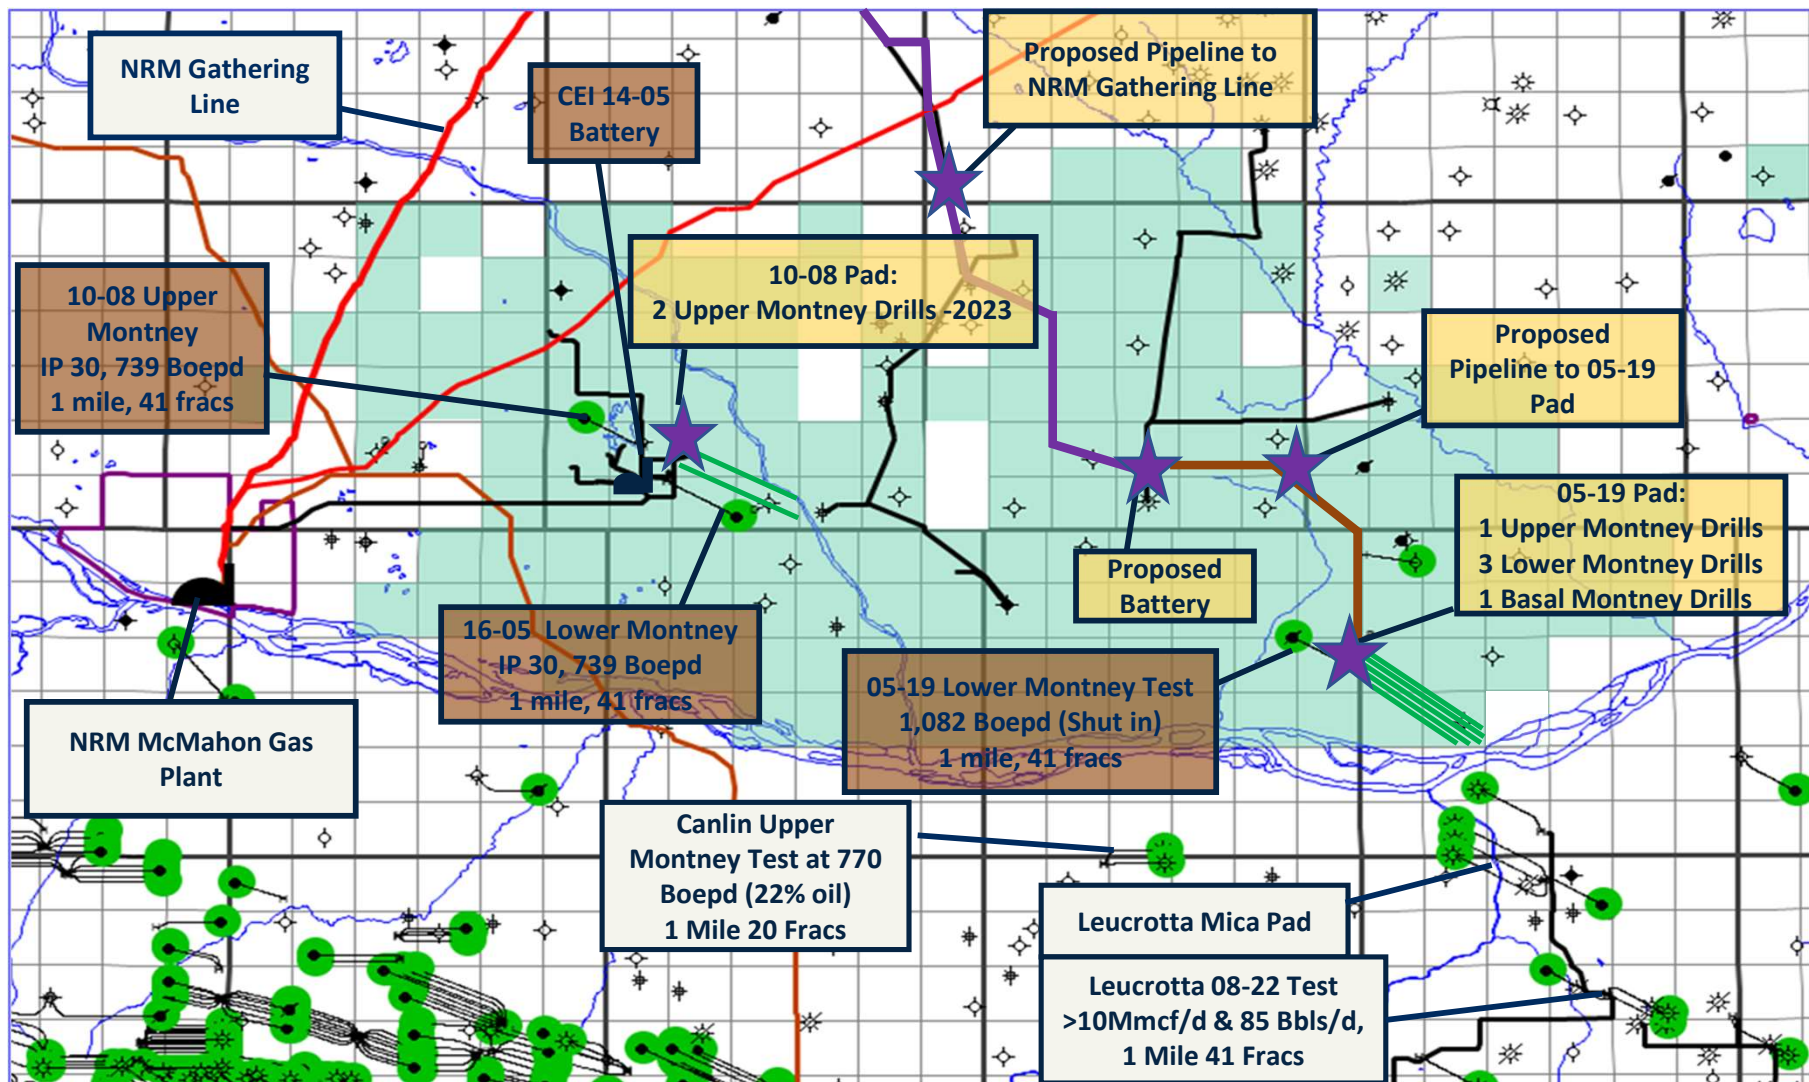 NRM Gathering
Line
CEI 14-05
Battery
Proposed Pipeline to
NRM Gathering Line
10-08 Upper
Montney
IP 30, 739 Boepd
1 mile, 41 fracs
10-08 Pad:
2 Upper Montney Drills -2023
Proposed
Pipeline to 05-19
Pad
05-19 Pad:
1 Upper Montney Drills
3 Lower Montney Drills
1 Basal Montney Drills
Proposed
Battery
16-05 Lower Montney
IP 30, 739 Boepd
1 mile, 41 fracs
05-19 Lower Montney Test
1,082 Boepd (Shut in)
1 mile, 41 fracs
NRM McMahon Gas
Plant
Canlin Upper
Montney Test at 770
Boepd (22% oil)
1 Mile 20 Fracs
Leucrotta Mica Pad
Leucrotta 08-22 Test
>10Mmcf/d & 85 Bbls/d,
1 Mile 41 Fracs